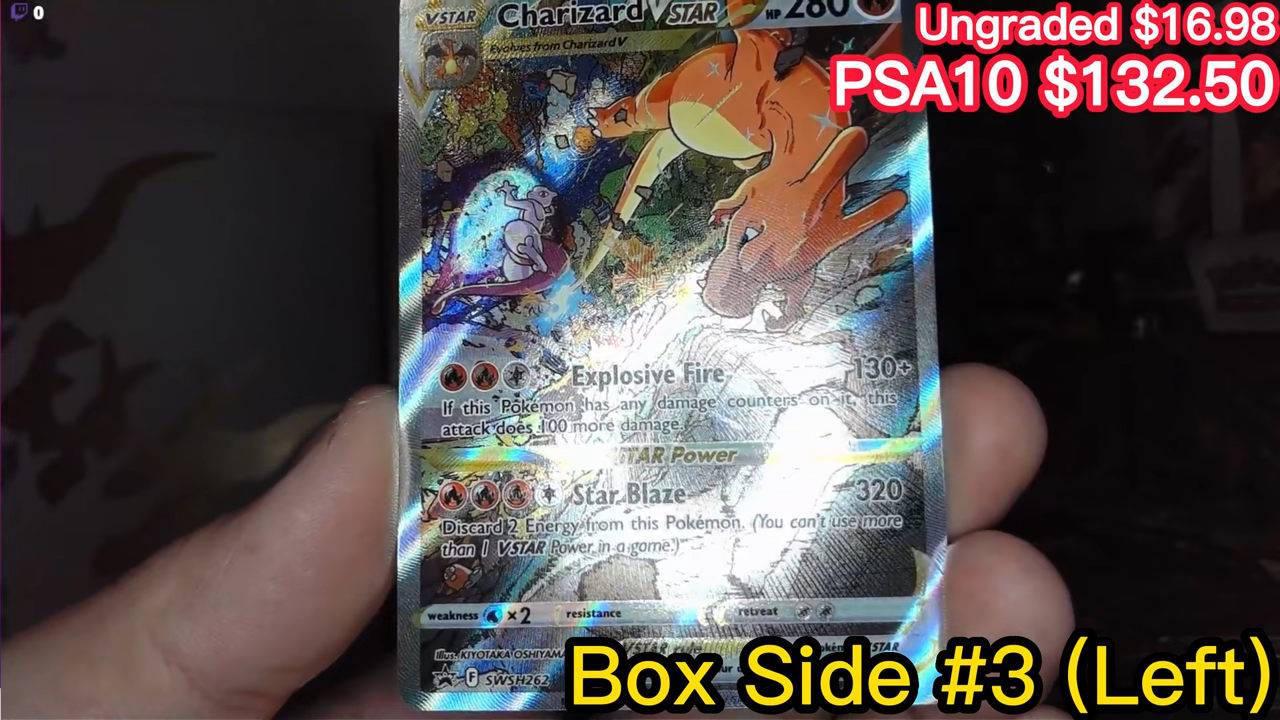 0
Ungraded $16.98
PSA10 $132.50
VSTAR Charizard VSTAR HP 280
Evolves from Charizard V
Explosive Fire 130+
If this Pokémon has any damage counters on it, this
attack does 100 more damage.
STAR Power
Star Blaze 320
Discard 2 Energy from this Pokémon. (You can't use more
than 1 VSTAR Power in a game.)
weakness ×2 resistance retreat
Illus. KIYOTAKA OSHIYAMA
F SWSH262
Box Side #3 (Left)